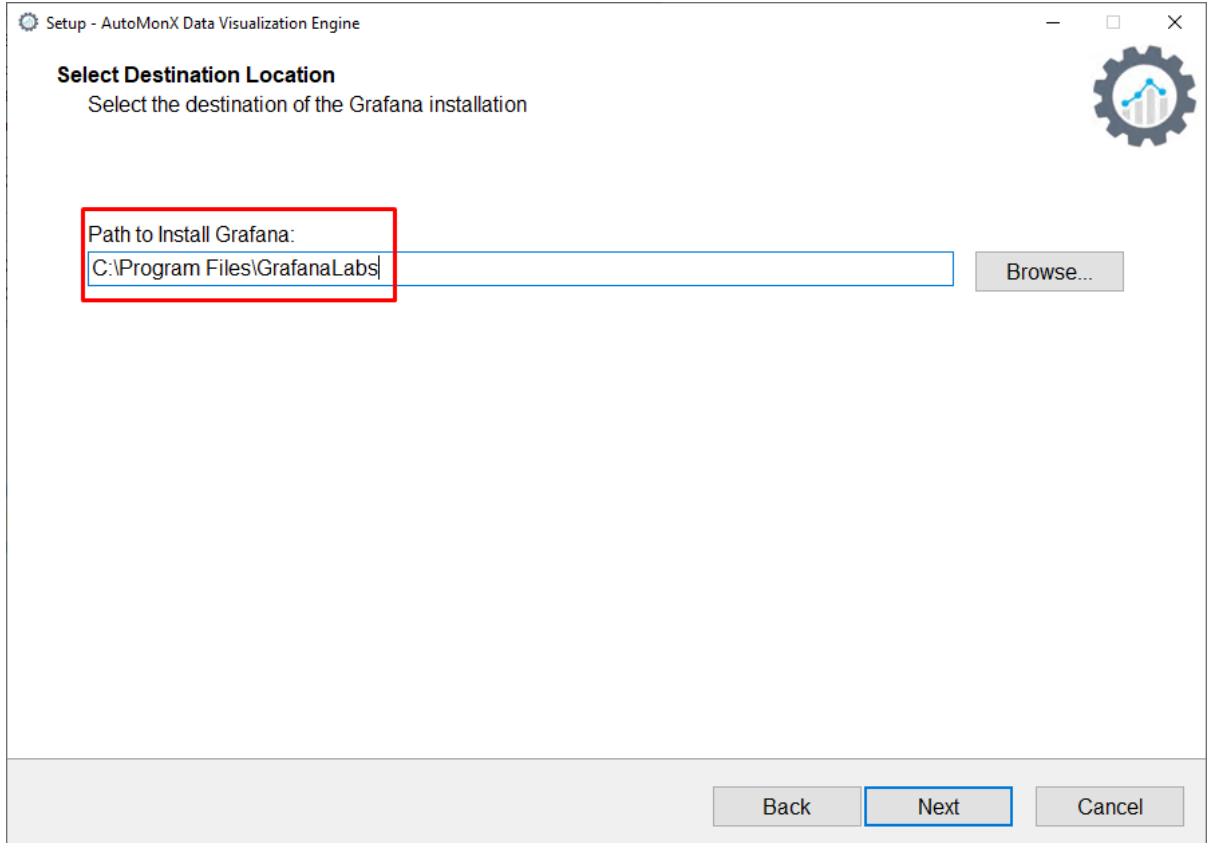 Setup - AutoMonX Data Visualization Engine
Select Destination Location
Select the destination of the Grafana installation
Path to Install Grafana:
C:\Program Files\GrafanaLabs
Browse...
Back
Next
Cancel